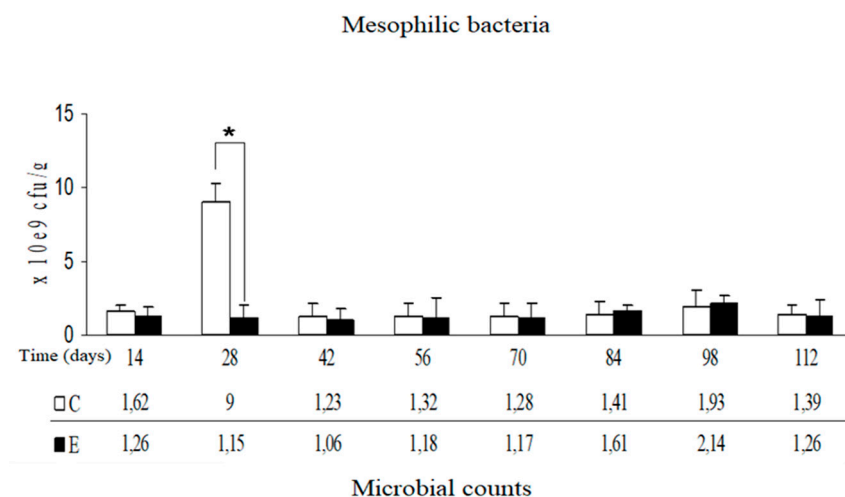 Mesophilic bacteria
15
*
10
5
0
x 10e9 cfu/g
Time (days) 14 28 42 56 70 84 98 112
C 1,62 9 1,23 1,32 1,28 1,41 1,93 1,39
E 1,26 1,15 1,06 1,18 1,17 1,61 2,14 1,26
Microbial counts